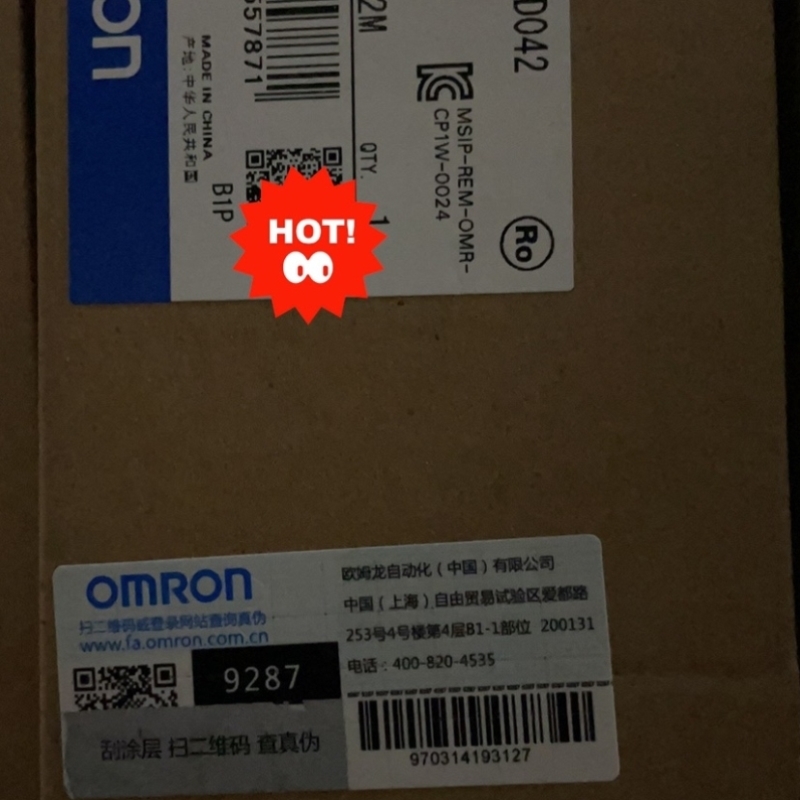 on
MADE IN CHINA
产地:中华人民共和国
557871
B1P
2M
QTY.
1
MSIP-REM-OMR-
CP1W-0024
D042
Ro
HOT!
OMRON
扫二维码或登录网站查询真伪
www.fa.omron.com.cn
9287
刮涂层 扫二维码 查真伪
欧姆龙自动化（中国）有限公司
中国（上海）自由贸易试验区爱都路
253号4号楼第4层B1-1部位 200131
电话：400-820-4535
970314193127